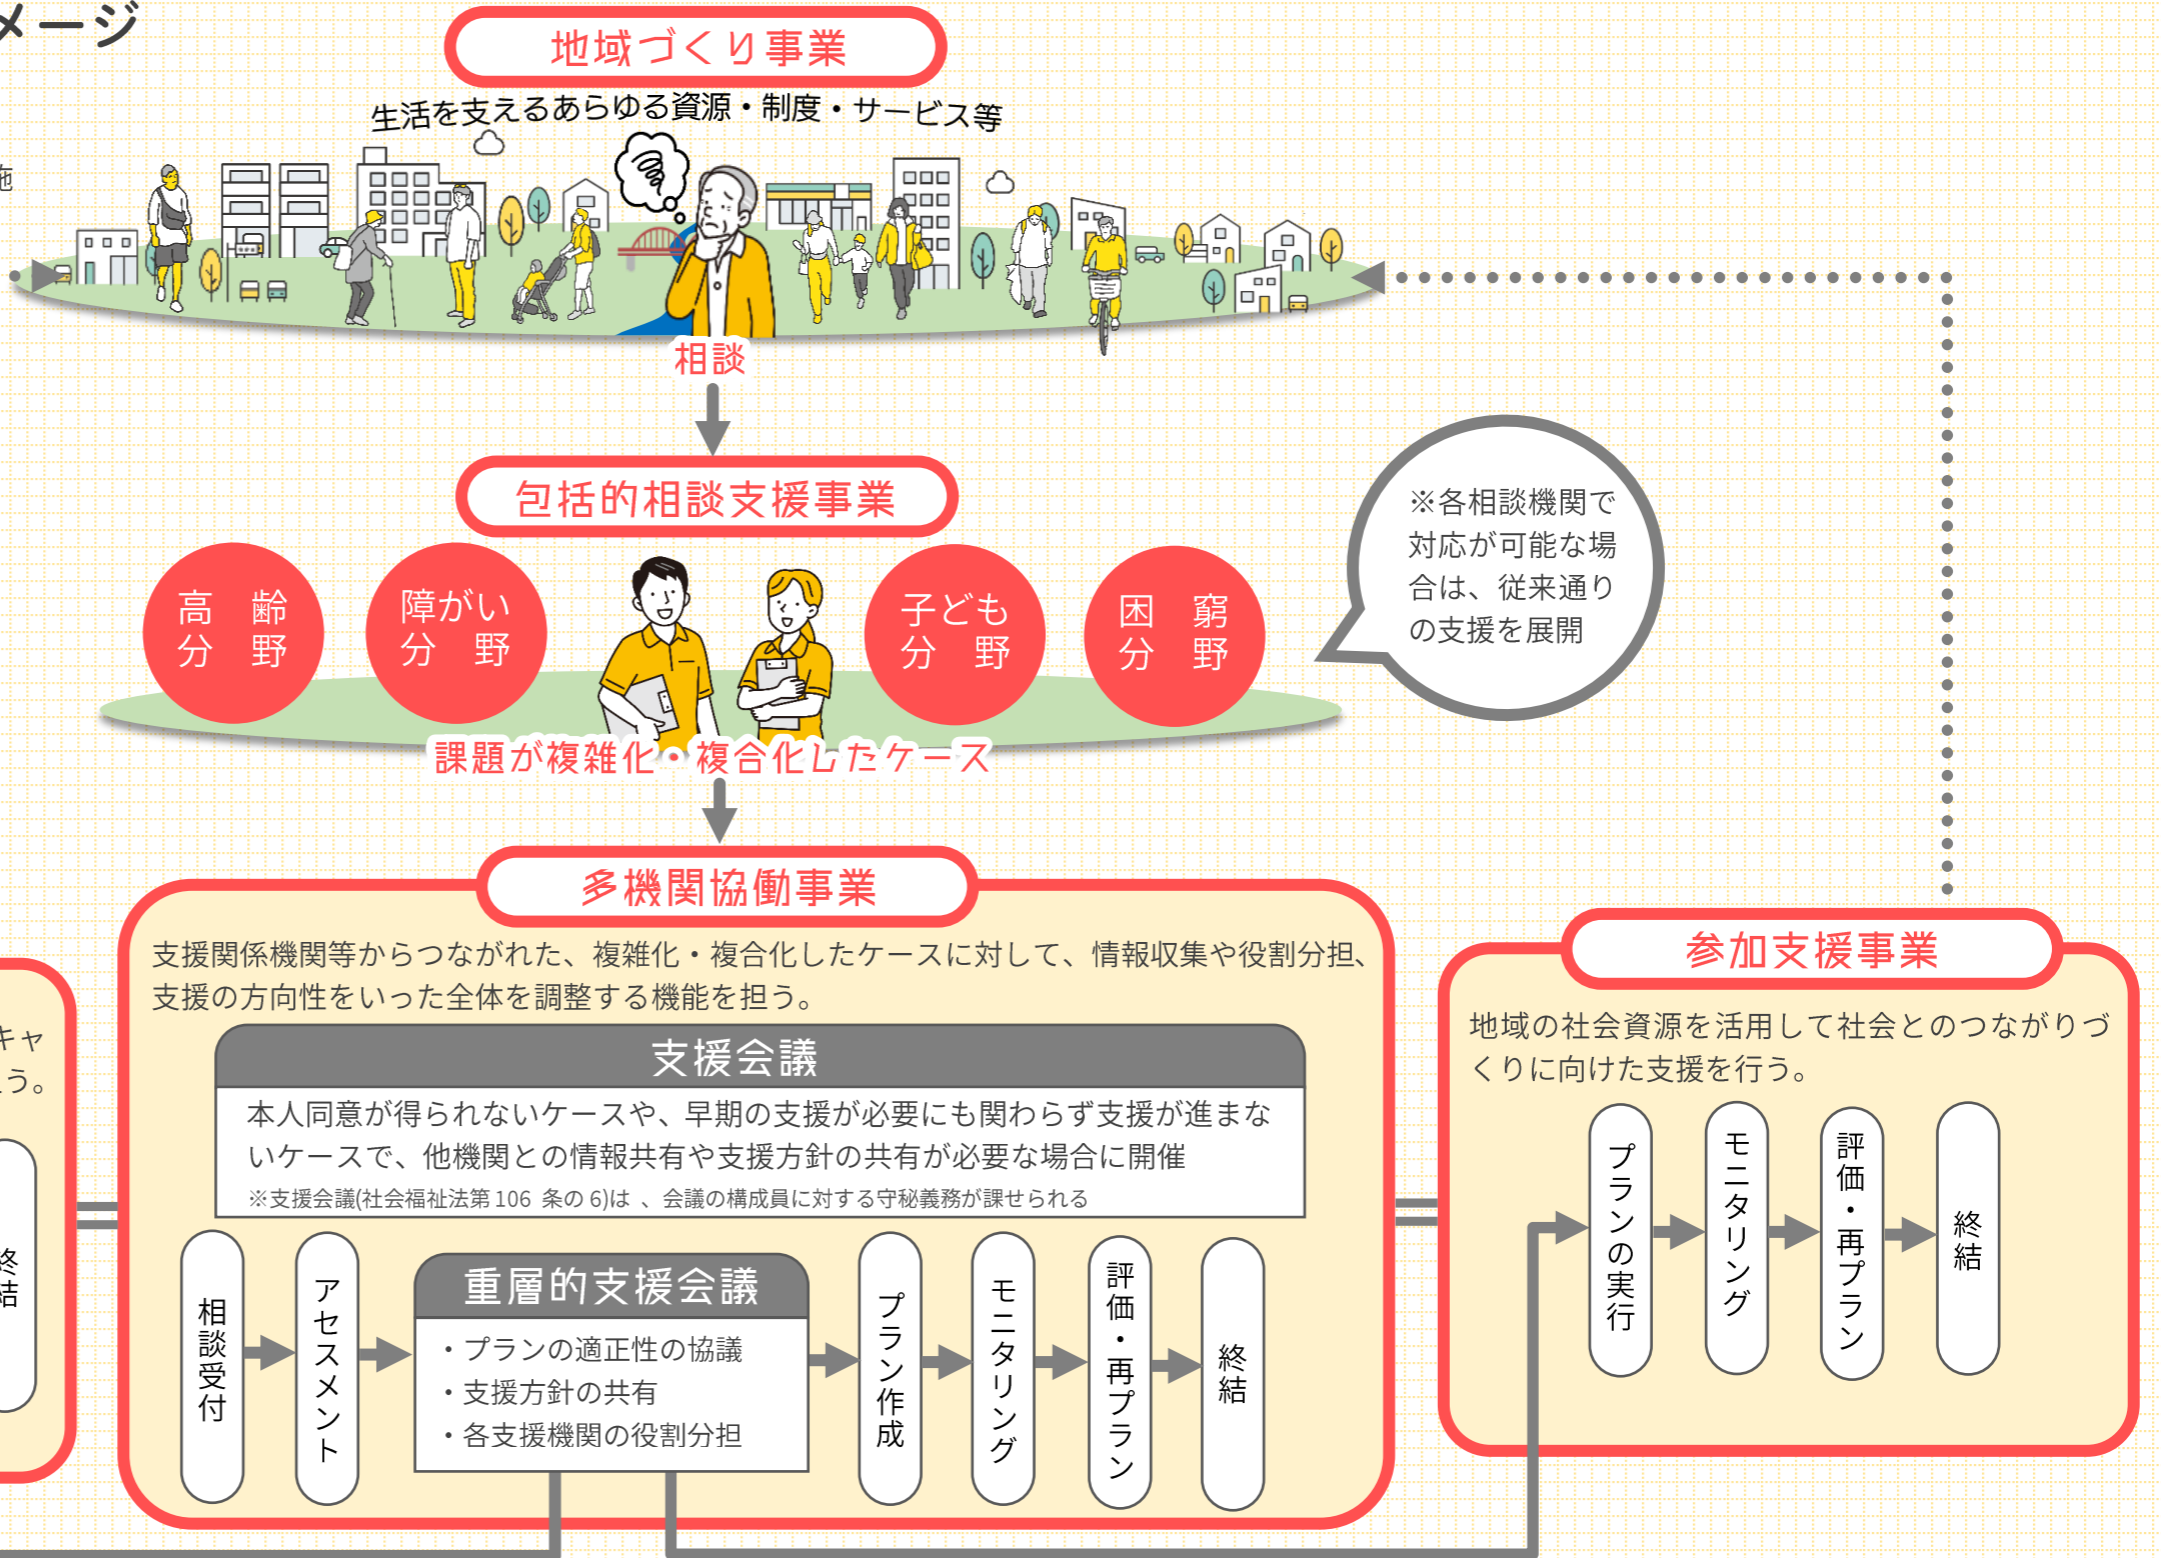 メージ
地域づくり事業
生活を支えるあらゆる資源・制度・サービス等
施
相談
包括的相談支援事業
高　齢
分　野
障がい
分　野
子ども
分　野
困　窮
分　野
※各相談機関で
対応が可能な場
合は、従来通り
の支援を展開
課題が複雑化・複合化したケース
多機関協働事業
支援関係機関等からつながれた、複雑化・複合化したケースに対して、情報収集や役割分担、
支援の方向性をいった全体を調整する機能を担う。
支援会議
本人同意が得られないケースや、早期の支援が必要にも関わらず支援が進まな
いケースで、他機関との情報共有や支援方針の共有が必要な場合に開催
※支援会議(社会福祉法第 106 条の 6)は 、会議の構成員に対する守秘義務が課せられる
相談受付
アセスメント
重層的支援会議
・プランの適正性の協議
・支援方針の共有
・各支援機関の役割分担
プラン作成
モニタリング
評価・再プラン
終結
キャ
う。
終結
参加支援事業
地域の社会資源を活用して社会とのつながりづ
くりに向けた支援を行う。
プランの実行
モニタリング
評価・再プラン
終結